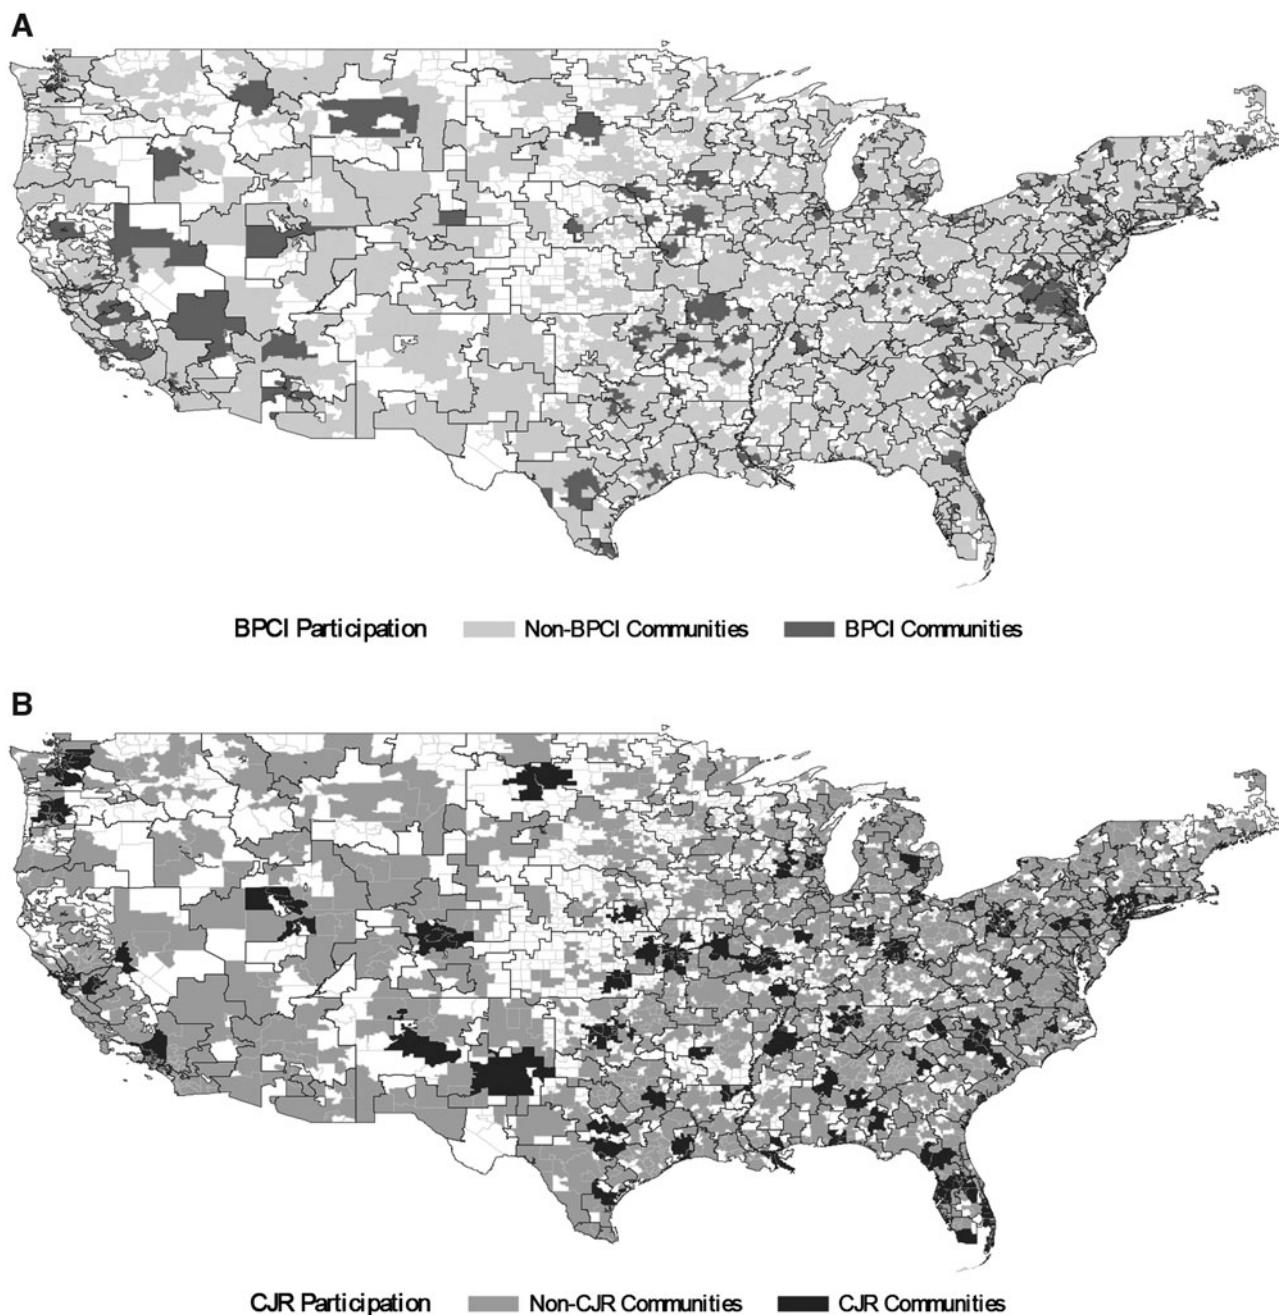 A
BPCI Participation Non-BPCI Communities BPCI Communities
B
CJR Participation Non-CJR Communities CJR Communities